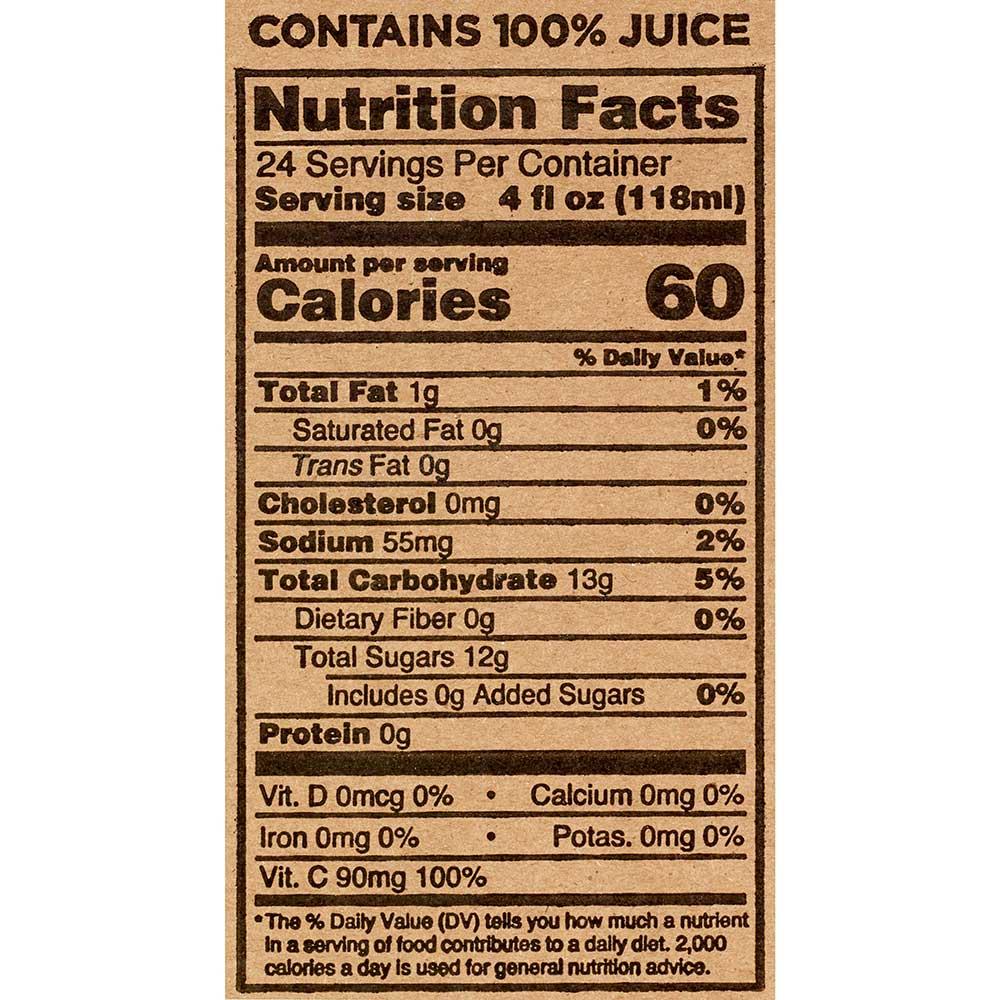 CONTAINS 100% JUICE
Nutrition Facts
24 Servings Per Container
Serving size 4 fl oz (118ml)
Amount per serving
Calories 60
% Daily Value*
Total Fat 1g 1%
Saturated Fat 0g 0%
Trans Fat 0g
Cholesterol 0mg 0%
Sodium 55mg 2%
Total Carbohydrate 13g 5%
Dietary Fiber 0g 0%
Total Sugars 12g
Includes 0g Added Sugars 0%
Protein 0g
Vit. D 0mcg 0% • Calcium 0mg 0%
Iron 0mg 0% • Potas. 0mg 0%
Vit. C 90mg 100%
*The % Daily Value (DV) tells you how much a nutrient
in a serving of food contributes to a daily diet. 2,000
calories a day is used for general nutrition advice.